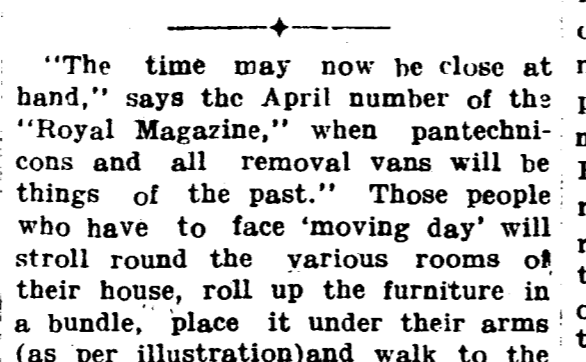 "The time may now be close at
hand," says the April number of the
"Royal Magazine," when pantechni-
cons and all removal vans will be
things of the past." Those people
who have to face 'moving day' will
stroll round the various rooms of
their house, roll up the furniture in
a bundle, place it under their arms
(as per illustration)and walk to the